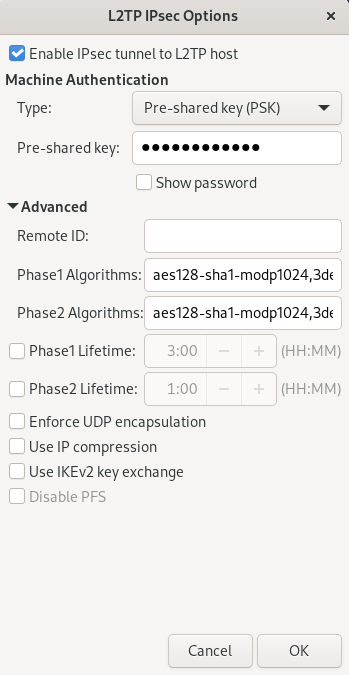 L2TP IPsec Options
Enable IPsec tunnel to L2TP host
Machine Authentication
Type: Pre-shared key (PSK)
Pre-shared key: ●●●●●●●●●●●●
Show password
Advanced
Remote ID:
Phase1 Algorithms: aes128-sha1-modp1024,3de
Phase2 Algorithms: aes128-sha1-modp1024,3de
Phase1 Lifetime: 3:00 − + (HH:MM)
Phase2 Lifetime: 1:00 − + (HH:MM)
Enforce UDP encapsulation
Use IP compression
Use IKEv2 key exchange
Disable PFS
Cancel OK